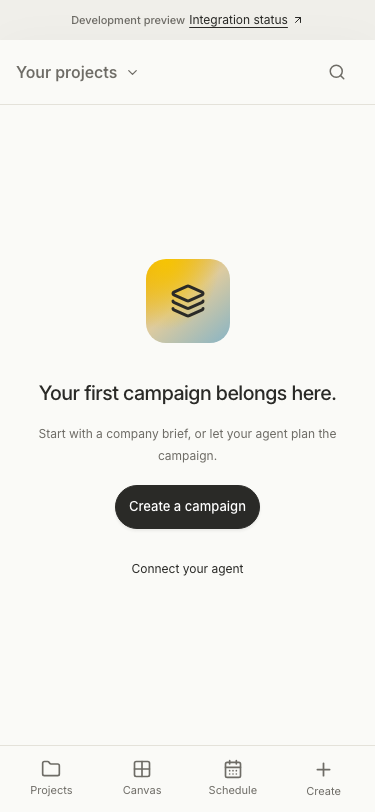 Development preview Integration status
Your projects
Your first campaign belongs here.
Start with a company brief, or let your agent plan the
campaign.
Create a campaign
Connect your agent
Projects
Canvas
Schedule
Create